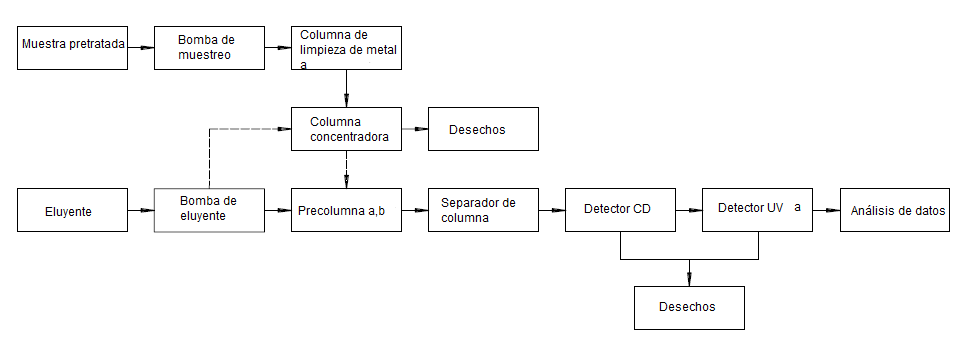 Muestra pretratada
Bomba de
muestreo
Columna de
limpieza de metal
a
Columna
concentradora
Desechos
Eluyente
Bomba de
eluyente
Precolumna a,b
Separador de
columna
Detector CD
Detector UV a
Análisis de datos
Desechos